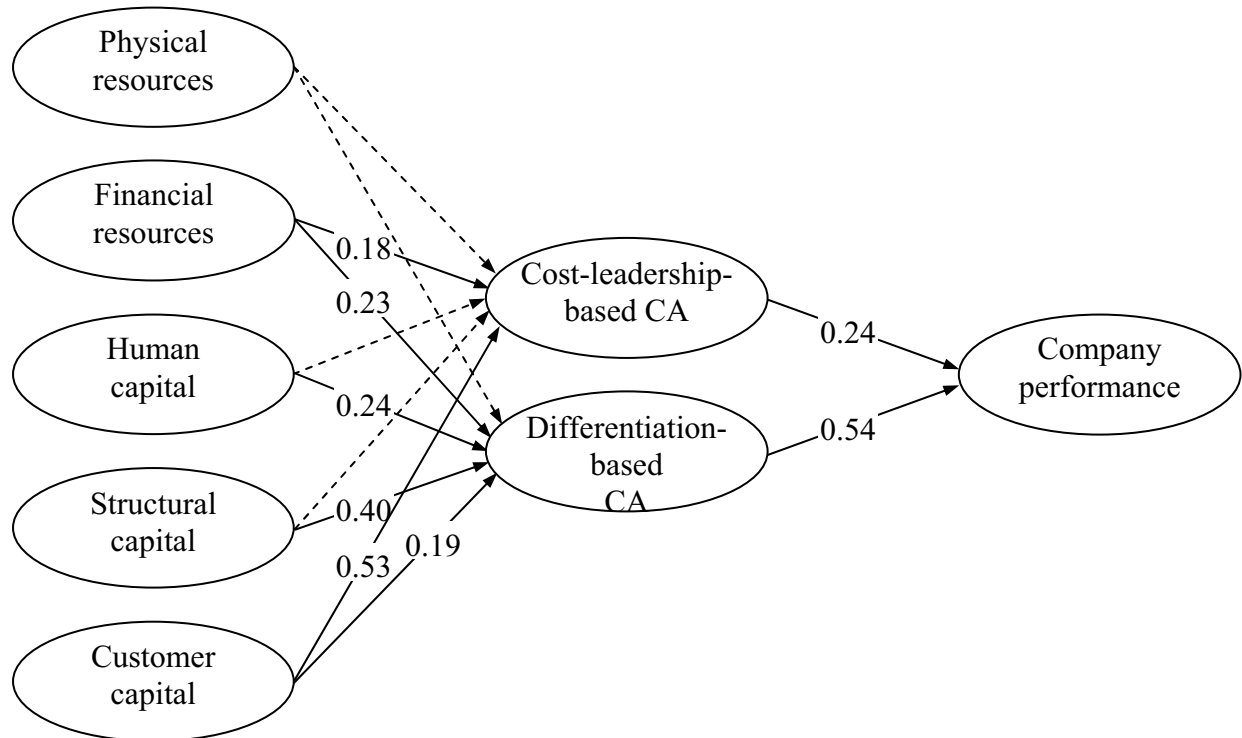 Physical
resources
Financial
resources
Human
capital
Structural
capital
Customer
capital
0.18
0.23
0.24
0.40
0.53
0.19
Cost-leadership-
based CA
Differentiation-
based
CA
0.24
0.54
Company
performance